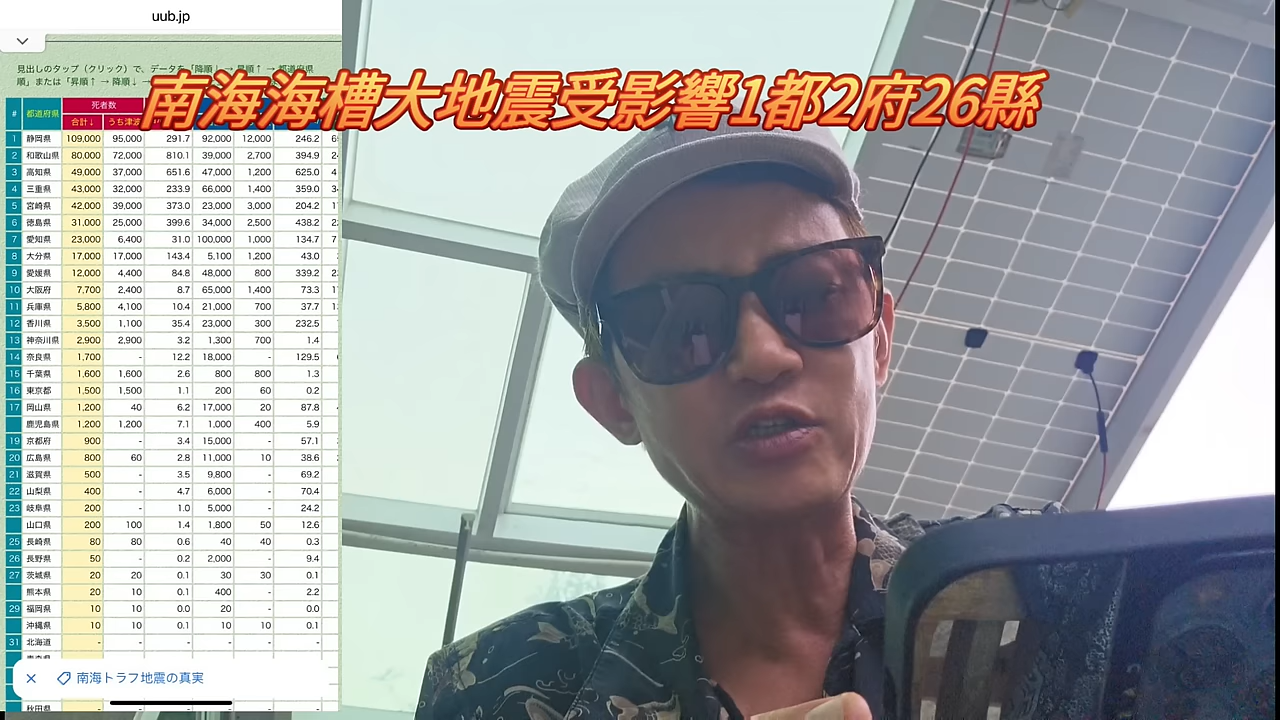 uub.jp
見出しのタップ（クリック）で、データを「降順↓ → 昇順↑ → 都道府県
順」または「昇順↑ → 降順↓ →
南海海槽大地震受影響1都2府26縣
# 都道府県 死者数
合計↓ うち津波
1 静岡県 109,000 95,000 291.7 92,000 12,000 246.2
2 和歌山県 80,000 72,000 810.1 39,000 2,700 394.9
3 高知県 49,000 37,000 651.6 47,000 1,200 625.0
4 三重県 43,000 32,000 233.9 66,000 1,400 359.0
5 宮崎県 42,000 39,000 373.0 23,000 3,000 204.2
6 徳島県 31,000 25,000 399.6 34,000 2,500 438.2
7 愛知県 23,000 6,400 31.0 100,000 1,000 134.7
8 大分県 17,000 17,000 143.4 5,100 1,200 43.0
9 愛媛県 12,000 4,400 84.8 48,000 800 339.2
10 大阪府 7,700 2,400 8.7 65,000 1,400 73.3
11 兵庫県 5,800 4,100 10.4 21,000 700 37.7
12 香川県 3,500 1,100 35.4 23,000 300 232.5
13 神奈川県 2,900 2,900 3.2 1,300 700 1.4
14 奈良県 1,700 - 12.2 18,000 - 129.5
15 千葉県 1,600 1,600 2.6 800 800 1.3
16 東京都 1,500 1,500 1.1 200 60 0.2
17 岡山県 1,200 40 6.2 17,000 20 87.8
鹿児島県 1,200 1,200 7.1 1,000 400 5.9
19 京都府 900 - 3.4 15,000 - 57.1
20 広島県 800 60 2.8 11,000 10 38.6
21 滋賀県 500 - 3.5 9,800 - 69.2
22 山梨県 400 - 4.7 6,000 - 70.4
23 岐阜県 200 - 1.0 5,000 - 24.2
山口県 200 100 1.4 1,800 50 12.6
25 長崎県 80 80 0.6 40 40 0.3
26 長野県 50 - 0.2 2,000 - 9.4
27 茨城県 20 20 0.1 30 30 0.1
熊本県 20 10 0.1 400 - 2.2
29 福岡県 10 10 0.0 20 - 0.0
沖縄県 10 10 0.1 10 10 0.1
31 北海道 - - - - - -
南海トラフ地震の真実
秋田県 - - - - - -